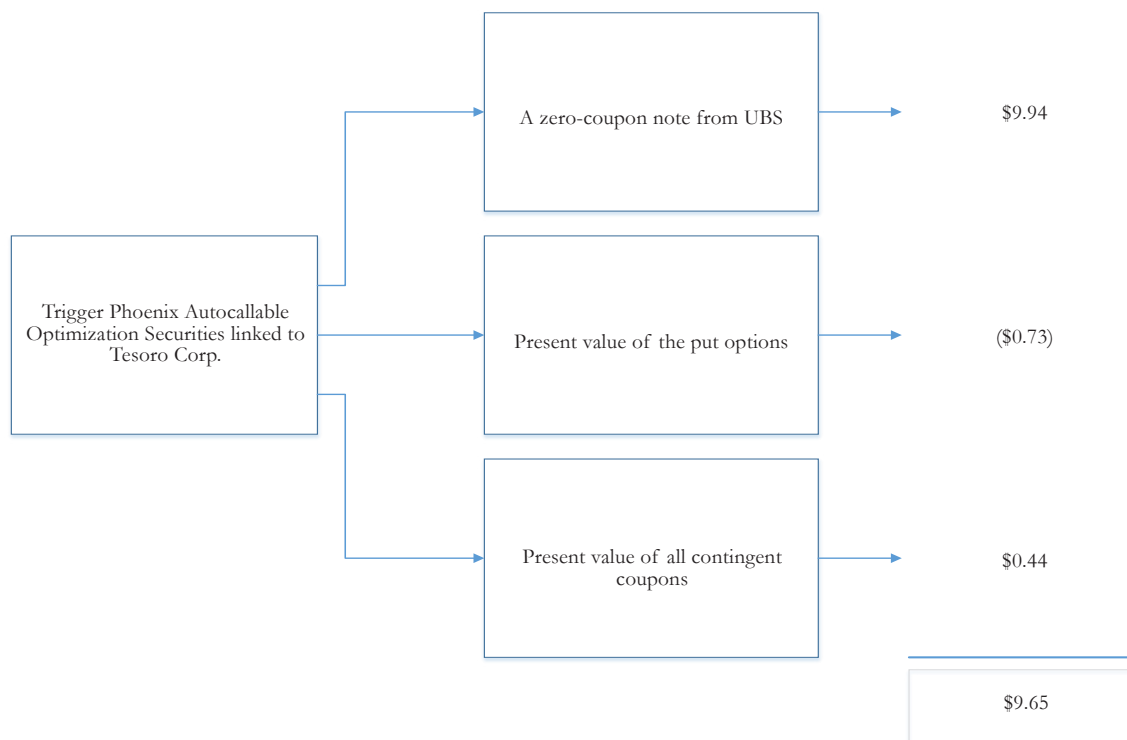 A zero-coupon note from UBS
$9.94
Trigger Phoenix Autocallable
Optimization Securities linked to
Tesoro Corp.
Present value of the put options
($0.73)
Present value of all contingent
coupons
$0.44
$9.65